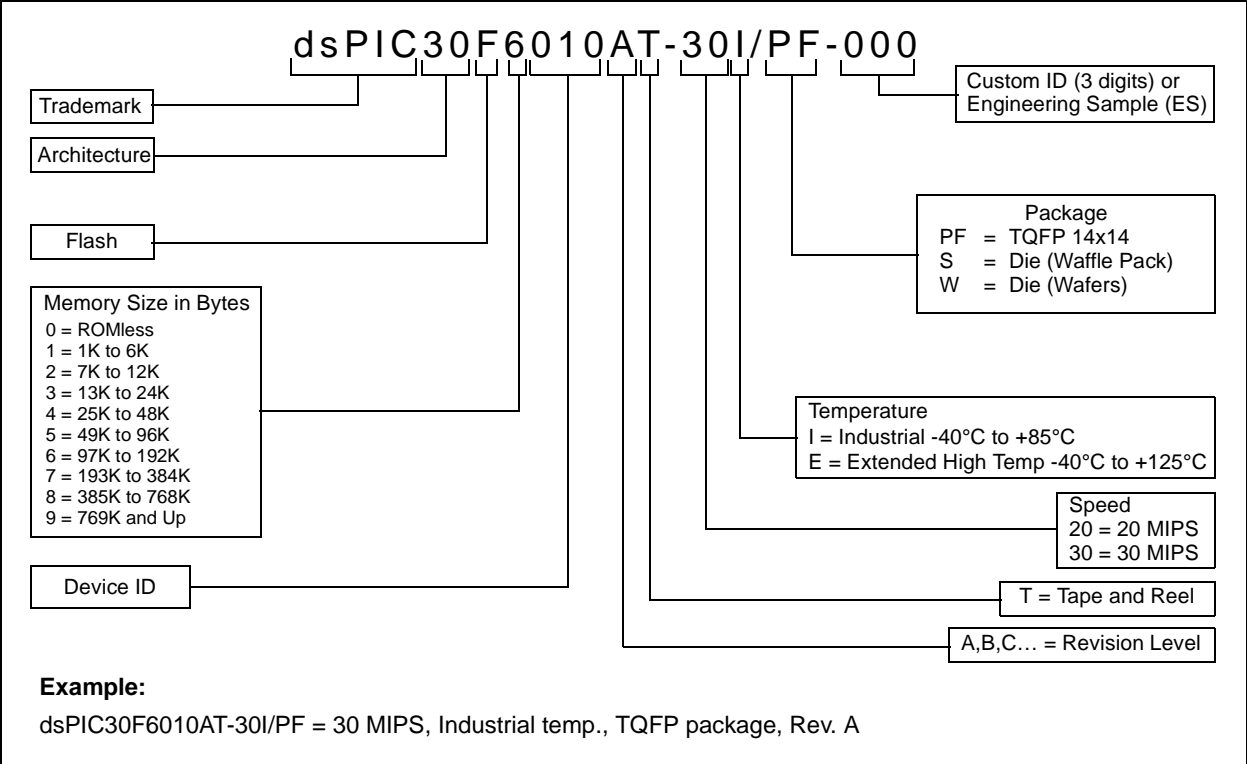 dsPIC30F6010AT-30I/PF-000
Trademark
Architecture
Flash
Memory Size in Bytes
0 = ROMless
1 = 1K to 6K
2 = 7K to 12K
3 = 13K to 24K
4 = 25K to 48K
5 = 49K to 96K
6 = 97K to 192K
7 = 193K to 384K
8 = 385K to 768K
9 = 769K and Up
Device ID
Custom ID (3 digits) or
Engineering Sample (ES)
Package
PF = TQFP 14x14
S = Die (Waffle Pack)
W = Die (Wafers)
Temperature
I = Industrial -40°C to +85°C
E = Extended High Temp -40°C to +125°C
Speed
20 = 20 MIPS
30 = 30 MIPS
T = Tape and Reel
A,B,C… = Revision Level
Example:
dsPIC30F6010AT-30I/PF = 30 MIPS, Industrial temp., TQFP package, Rev. A